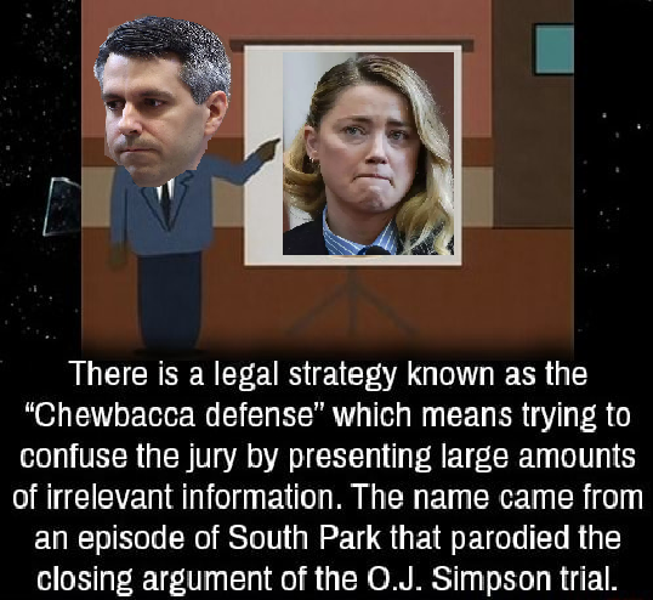 There is a legal strategy known as the
“Chewbacca defense” which means trying to
confuse the jury by presenting large amounts
of irrelevant information. The name came from
an episode of South Park that parodied the
closing argument of the O.J. Simpson trial.